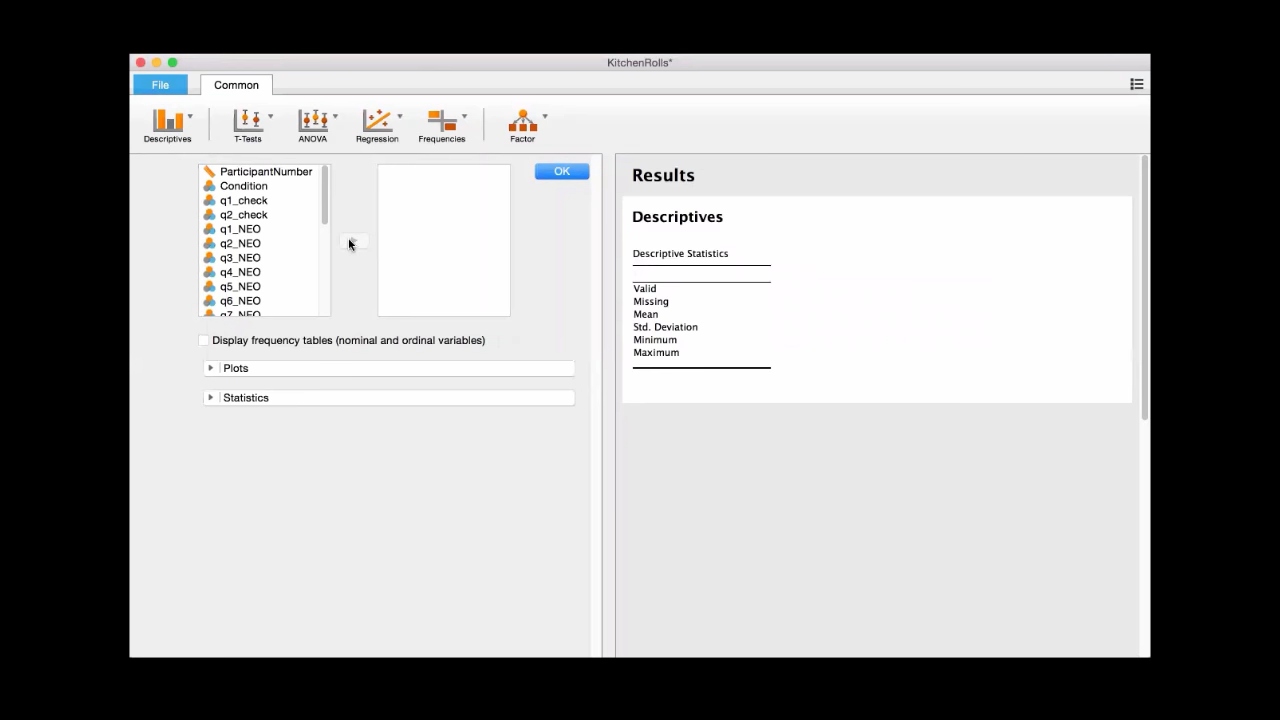 KitchenRolls*
File
Common
Descriptives
T-Tests
ANOVA
Regression
Frequencies
Factor
ParticipantNumber
Condition
q1_check
q2_check
q1_NEO
q2_NEO
q3_NEO
q4_NEO
q5_NEO
q6_NEO
q7_NEO
OK
Display frequency tables (nominal and ordinal variables)
Plots
Statistics
Results
Descriptives
Descriptive Statistics
Valid
Missing
Mean
Std. Deviation
Minimum
Maximum